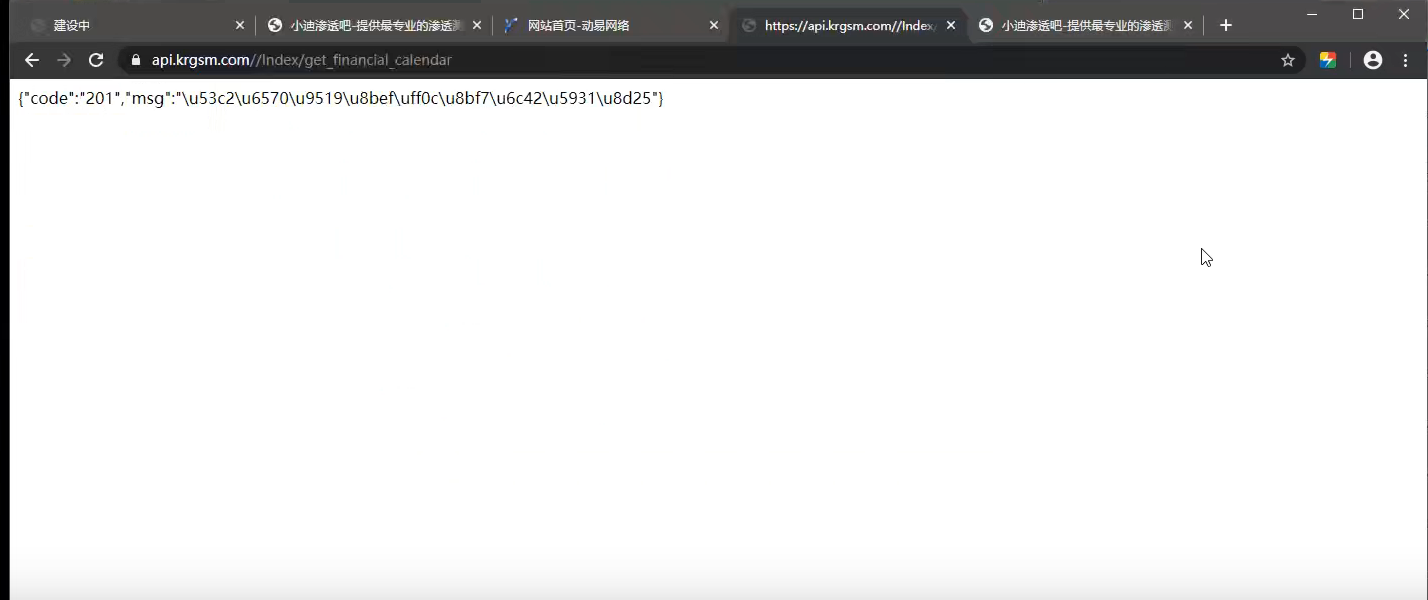 建设中
小迪渗透吧-提供最专业的渗透测
网站首页-动易网络
https://api.krgsm.com//Index/
小迪渗透吧-提供最专业的渗透测
api.krgsm.com//Index/get_financial_calendar
{"code":"201","msg":"\u53c2\u6570\u9519\u8bef\uff0c\u8bf7\u6c42\u5931\u8d25"}